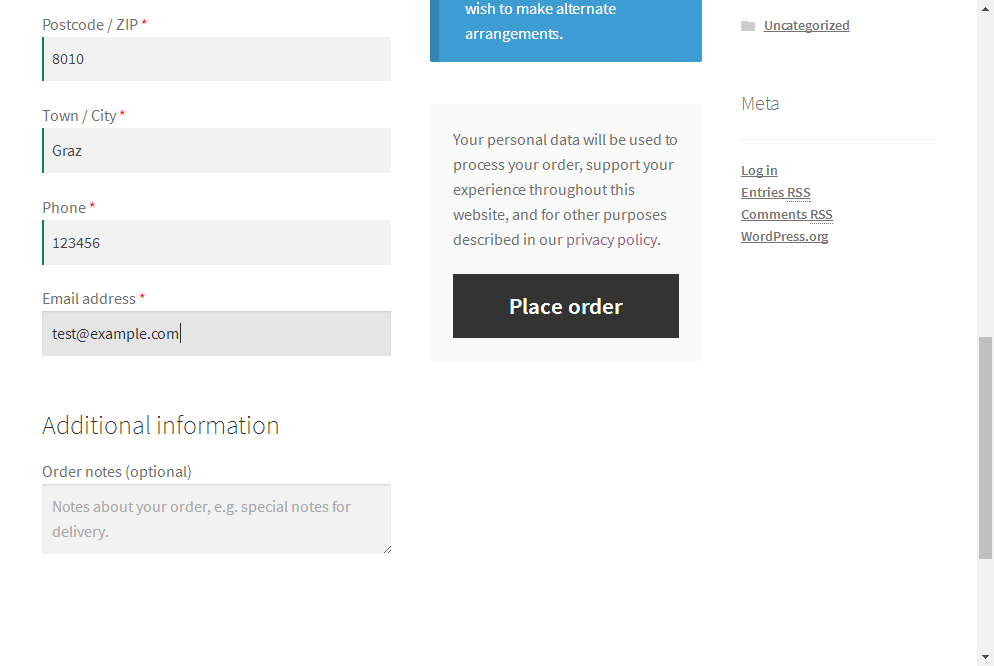 Postcode / ZIP *
8010
Town / City *
Graz
Phone *
123456
Email address *
test@example.com
Additional information
Order notes (optional)
Notes about your order, e.g. special notes for
delivery.
wish to make alternate
arrangements.
Your personal data will be used to
process your order, support your
experience throughout this
website, and for other purposes
described in our privacy policy.
Place order
Uncategorized
Meta
Log in
Entries RSS
Comments RSS
WordPress.org